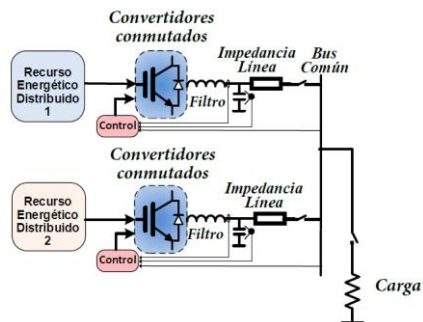 Convertidores
conmutados
Recurso
Energético
Distribuido
1
Control
Filtro
Impedancia
Línea
Bus
Común
Convertidores
conmutados
Recurso
Energético
Distribuido
2
Control
Filtro
Impedancia
Línea
Carga